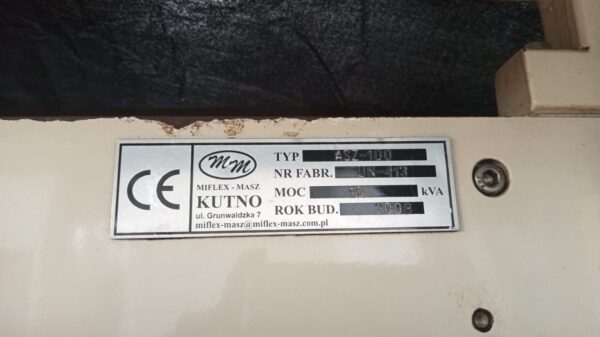 CE
MM
MIFLEX - MASZ
KUTNO
ul. Grunwaldzka 7
miflex-masz@miflex-masz.com.pl
TYP ASZ-100
NR FABR.
MOC 10 kVA
ROK BUD. 2008